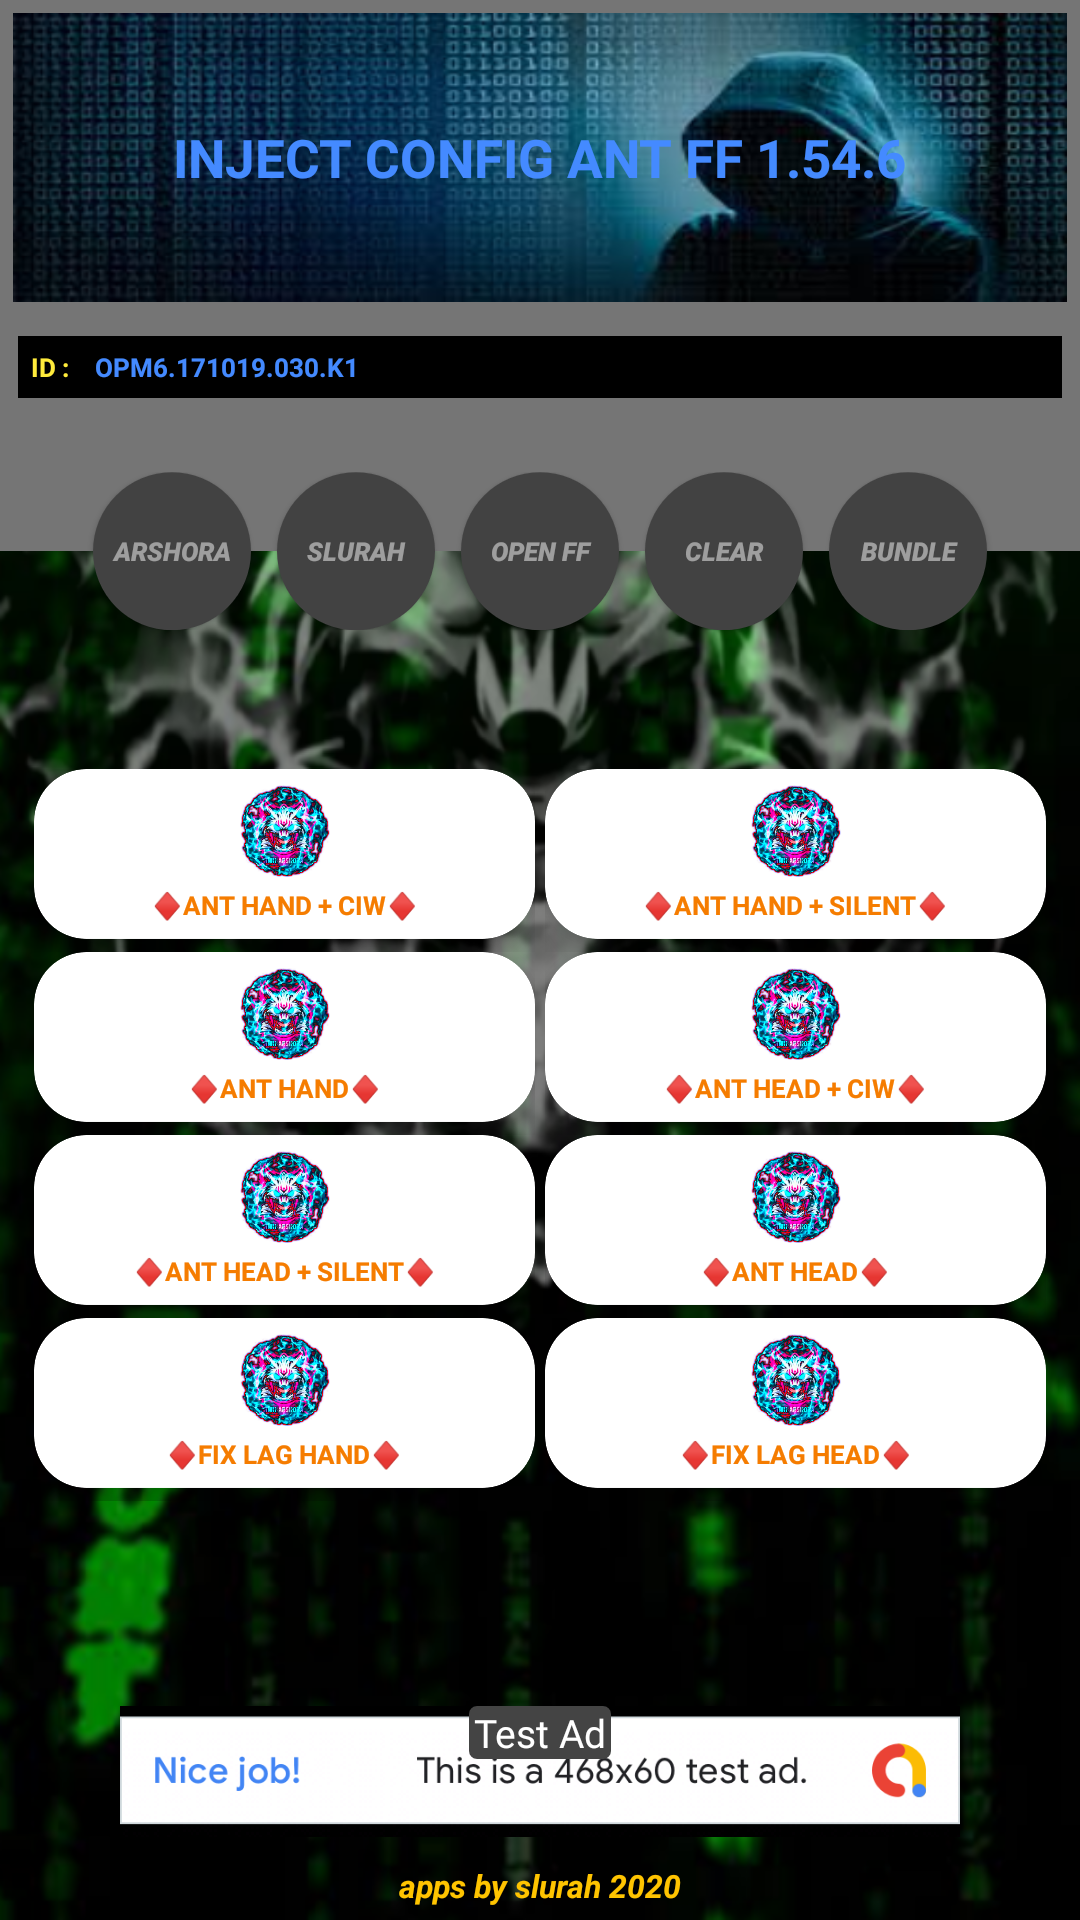 INJECT CONFIG ANT FF 1.54.6
ID : OPM6.171019.030.K1
ARSHORA SLURAH OPEN FF CLEAR BUNDLE
♦️ANT HAND + CIW♦️ ♦️ANT HAND + SILENT♦️
♦️ANT HAND♦️ ♦️ANT HEAD + CIW♦️
♦️ANT HEAD + SILENT♦️ ♦️ANT HEAD♦️
♦️FIX LAG HAND♦️ ♦️FIX LAG HEAD♦️
Test Ad
Nice job! This is a 468x60 test ad.
apps by slurah 2020